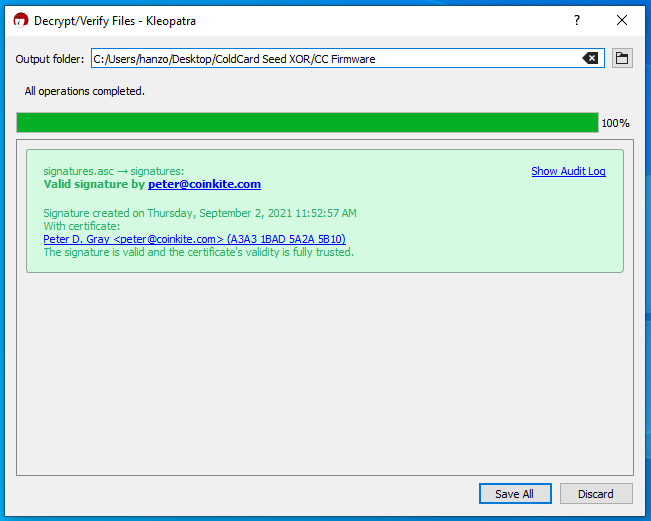 Decrypt/Verify Files - Kleopatra
Output folder: C:/Users/hanzo/Desktop/ColdCard Seed XOR/CC Firmware
All operations completed.
100%
signatures.asc → signatures:
Show Audit Log
Valid signature by peter@coinkite.com
Signature created on Thursday, September 2, 2021 11:52:57 AM
With certificate:
Peter D. Gray <peter@coinkite.com> (A3A3 1BAD 5A2A 5B10)
The signature is valid and the certificate's validity is fully trusted.
Save All
Discard